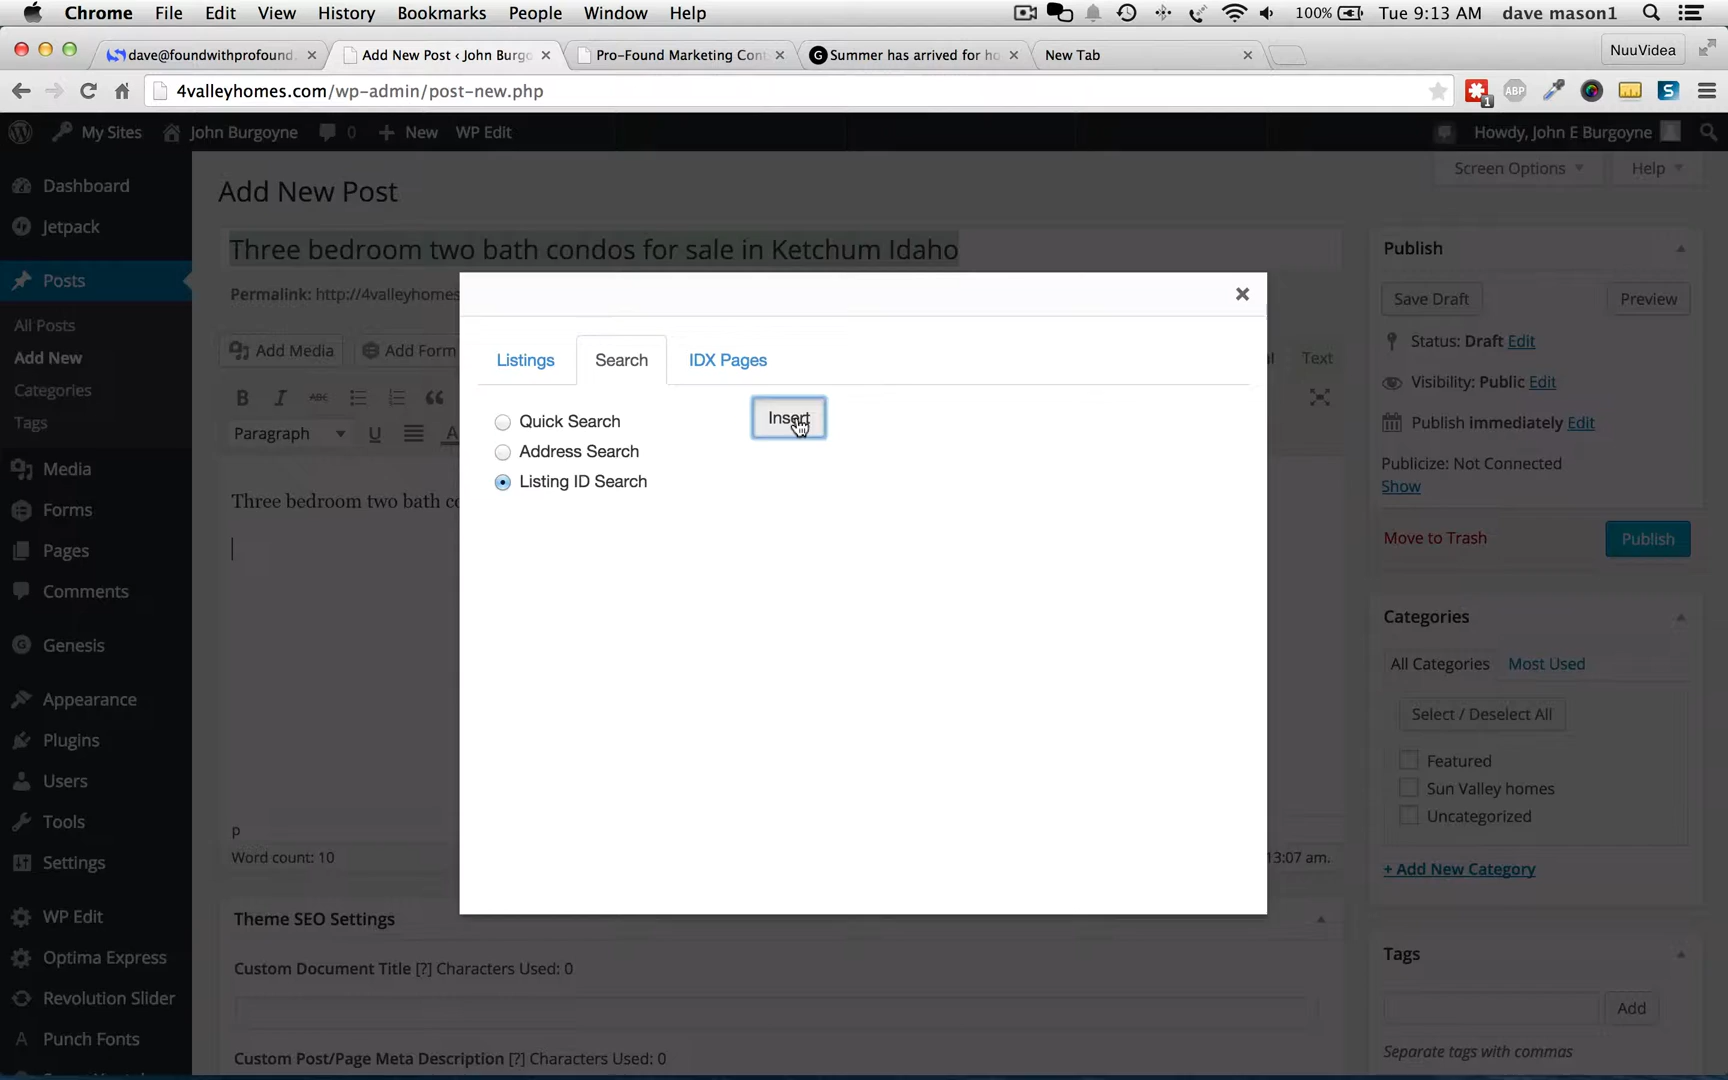 Chrome File Edit View History Bookmarks People Window Help 100% Tue 9:13 AM dave mason1
dave@foundwithprofound. Add New Post ‹ John Burgo Pro-Found Marketing Cont Summer has arrived for ho New Tab NuuVidea
4valleyhomes.com/wp-admin/post-new.php 1 ABP S
My Sites John Burgoyne 0 + New WP Edit Howdy, John E Burgoyne
Screen Options Help
Dashboard
Jetpack
Posts
All Posts
Add New
Categories
Tags
Media
Forms
Pages
Comments
Genesis
Appearance
Plugins
Users
Tools
Settings
WP Edit
Optima Express
Revolution Slider
Punch Fonts
Add New Post
Three bedroom two bath condos for sale in Ketchum Idaho
Permalink: http://4valleyhomes
Add Media Add Form Text
B I ABC
Paragraph U A
Three bedroom two bath co
p
Word count: 10 13:07 am.
Listings Search IDX Pages
Quick Search
Address Search
Listing ID Search
Insert
Theme SEO Settings
Custom Document Title [?] Characters Used: 0
Custom Post/Page Meta Description [?] Characters Used: 0
Publish
Save Draft Preview
Status: Draft Edit
Visibility: Public Edit
Publish immediately Edit
Publicize: Not Connected
Show
Move to Trash Publish
Categories
All Categories Most Used
Select / Deselect All
Featured
Sun Valley homes
Uncategorized
+ Add New Category
Tags
Add
Separate tags with commas